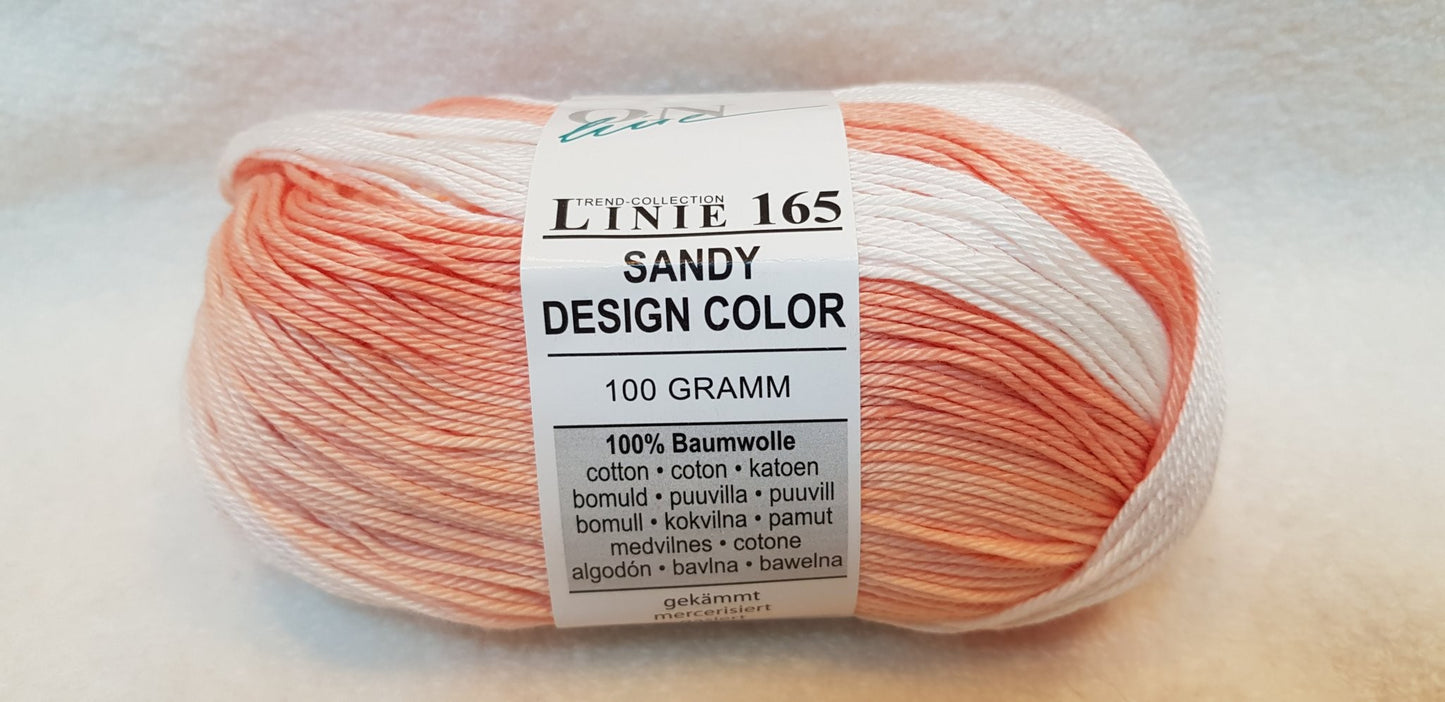 ON
line
TREND-COLLECTION
LINIE 165
SANDY
DESIGN COLOR
100 GRAMM
100% Baumwolle
cotton • coton • katoen
bomuld • puuvilla • puuvill
bomull • kokvilna • pamut
medvilnes • cotone
algodón • bavlna • bawelna
gekämmt
mercerisiert